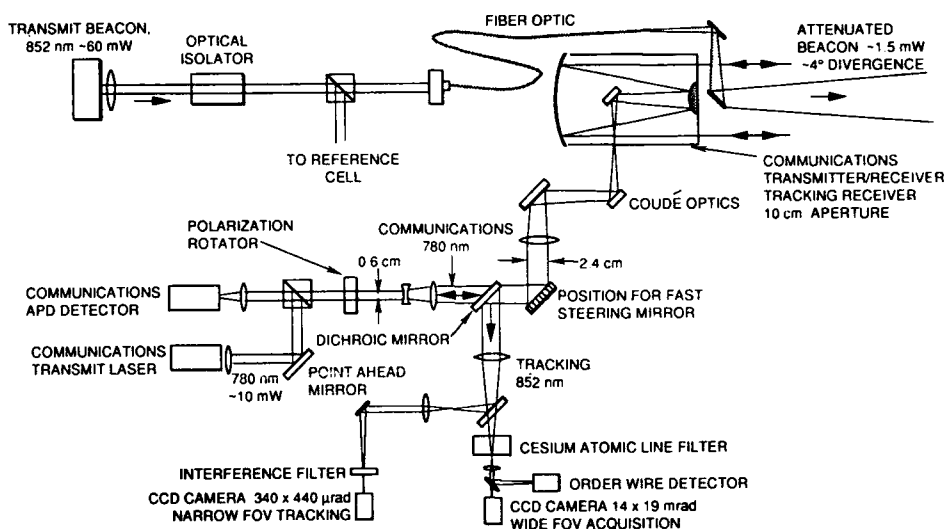 TRANSMIT BEACON,
852 nm ~60 mW
OPTICAL
ISOLATOR
FIBER OPTIC
ATTENUATED
BEACON ~1.5 mW
~4° DIVERGENCE
TO REFERENCE
CELL
COMMUNICATIONS
TRANSMITTER/RECEIVER
TRACKING RECEIVER
10 cm APERTURE
COUDÉ OPTICS
POLARIZATION
ROTATOR
COMMUNICATIONS
780 nm
0.6 cm
2.4 cm
COMMUNICATIONS
APD DETECTOR
POSITION FOR FAST
STEERING MIRROR
DICHROIC MIRROR
COMMUNICATIONS
TRANSMIT LASER
780 nm
~10 mW
POINT AHEAD
MIRROR
TRACKING
852 nm
CESIUM ATOMIC LINE FILTER
INTERFERENCE FILTER
ORDER WIRE DETECTOR
CCD CAMERA 340 x 440 μrad
NARROW FOV TRACKING
CCD CAMERA 14 x 19 mrad
WIDE FOV ACQUISITION